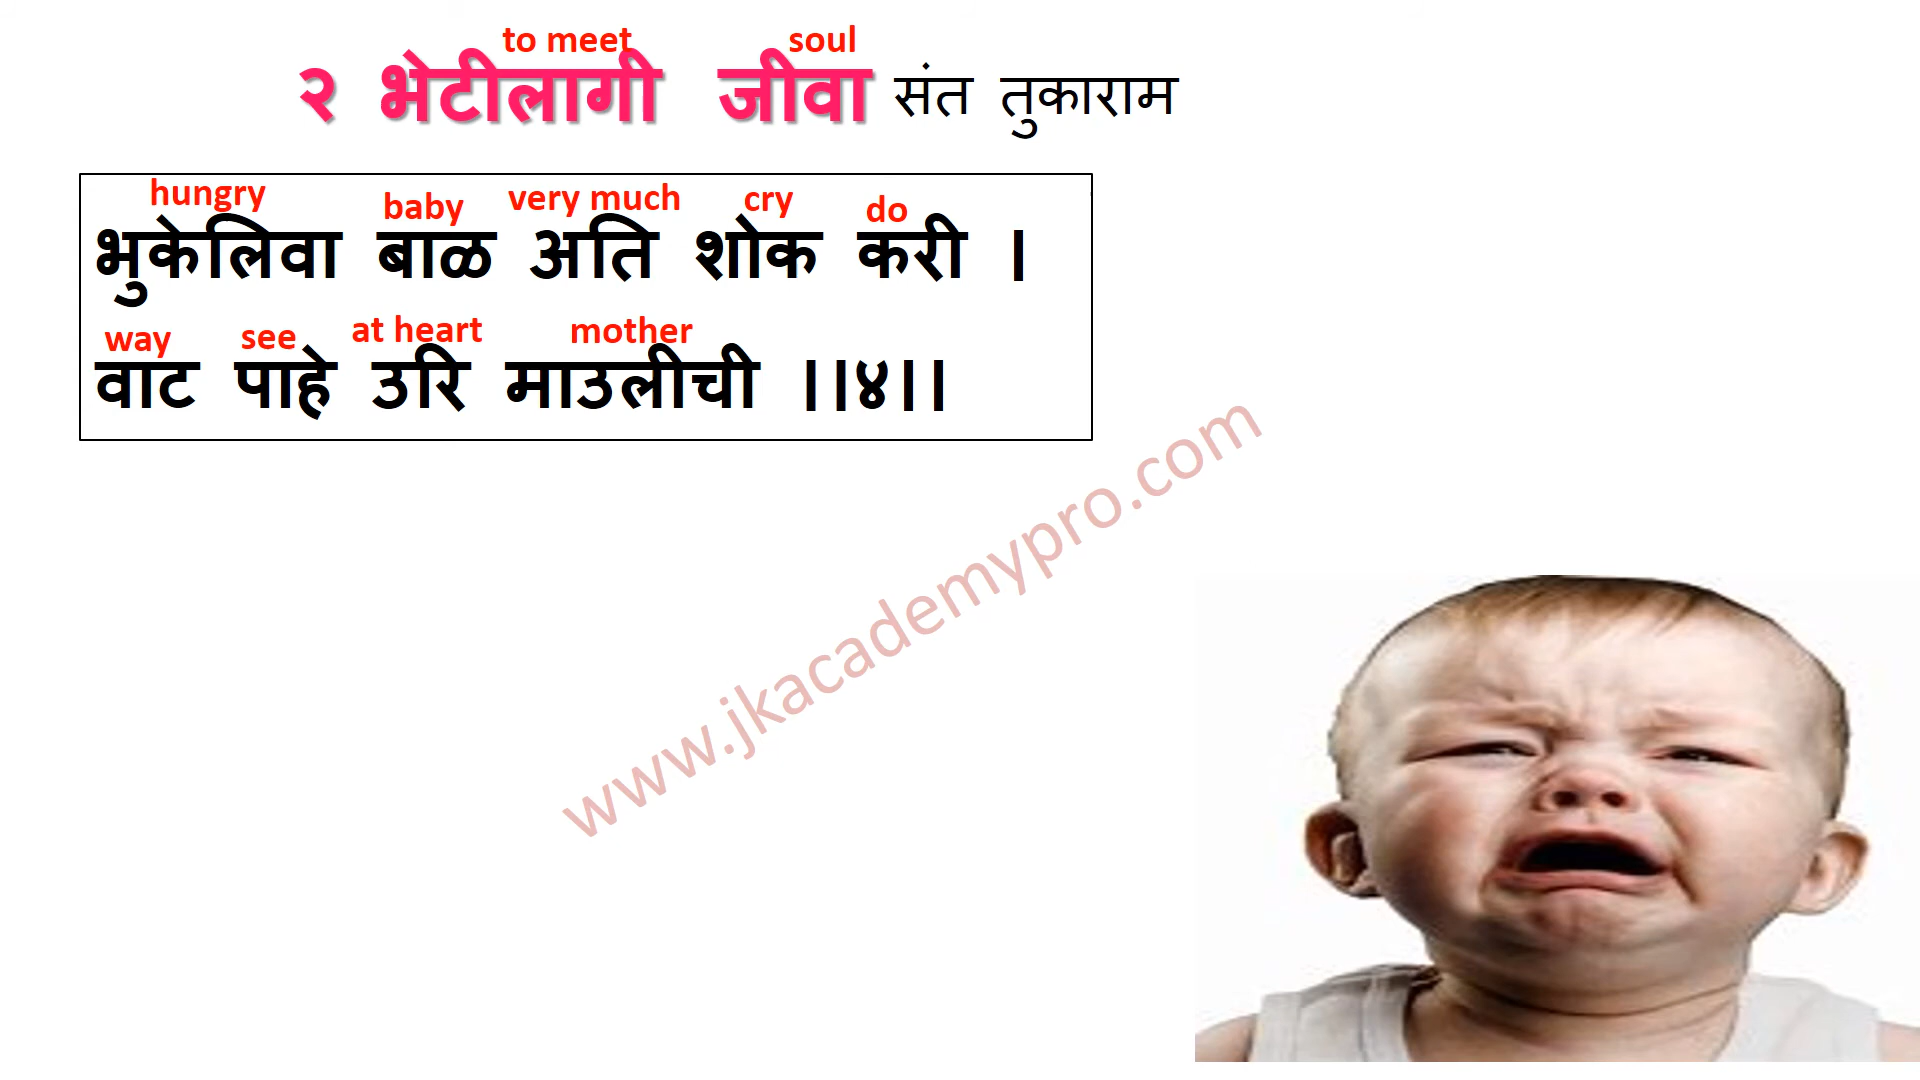 to meet soul
२ भेटीलागी जीवा संत तुकाराम
hungry baby very much cry do
भुकेलिवा बाळ अति शोक करी ।
way see at heart mother
वाट पाहे उरि माउलीची ।।४।।
www.jkacademypro.com